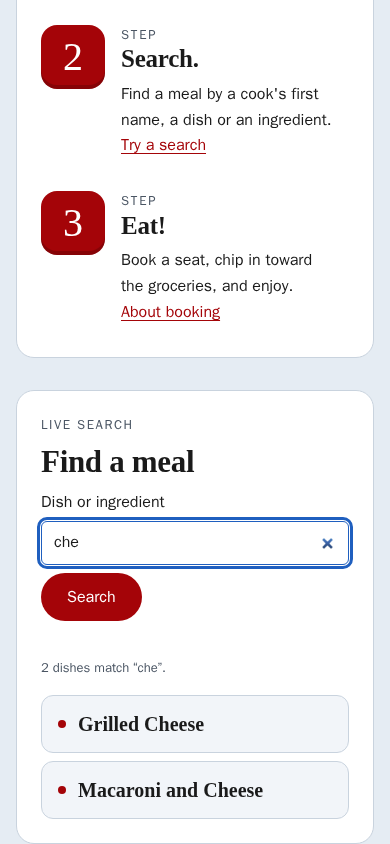 2
STEP
Search.
Find a meal by a cook's first
name, a dish or an ingredient.
Try a search
3
STEP
Eat!
Book a seat, chip in toward
the groceries, and enjoy.
About booking
LIVE SEARCH
Find a meal
Dish or ingredient
che
Search
2 dishes match “che”.
Grilled Cheese
Macaroni and Cheese